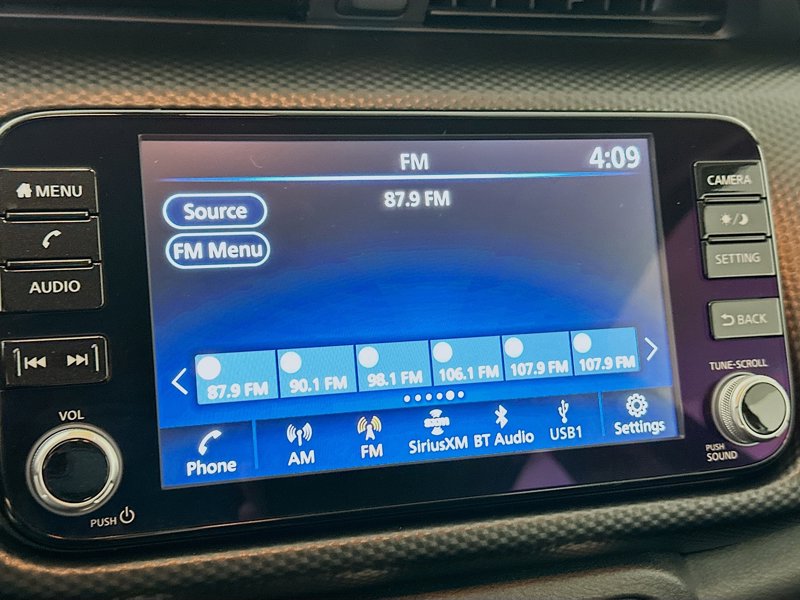 FM
4:09
87.9 FM
Source
FM Menu
87.9 FM
90.1 FM
98.1 FM
106.1 FM
107.9 FM
107.9 FM
Phone
AM
FM
SiriusXM
BT Audio
USB1
Settings
MENU
AUDIO
VOL
PUSH
CAMERA
SETTING
BACK
TUNE-SCROLL
PUSH
SOUND